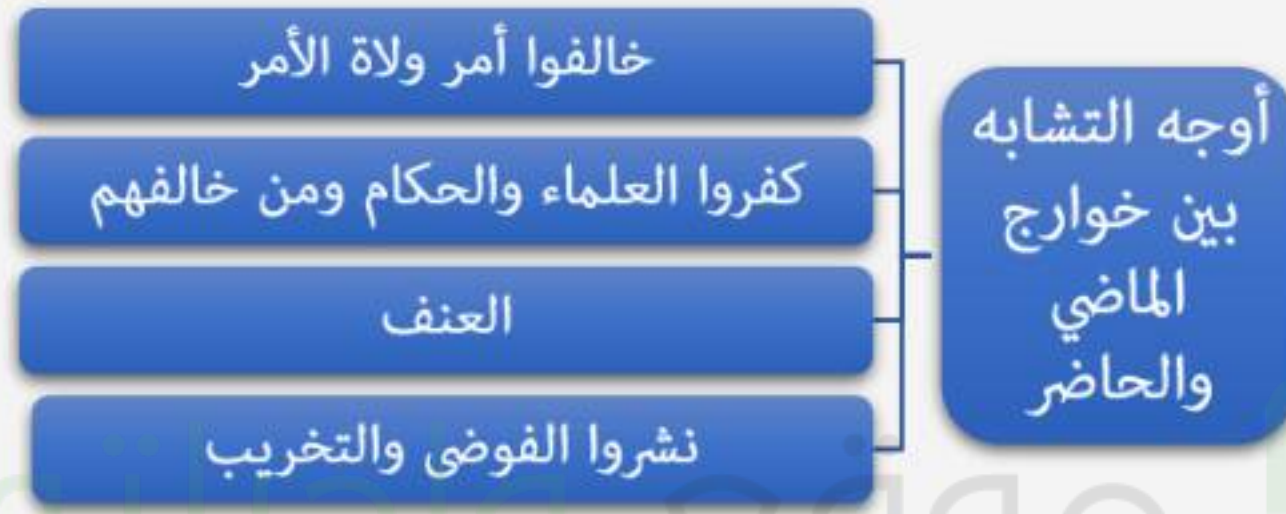 أوجه التشابه
بين خوارج
الماضي
والحاضر
خالفوا أمر ولاة الأمر
كفروا العلماء والحكام ومن خالفهم
العنف
نشروا الفوضى والتخريب